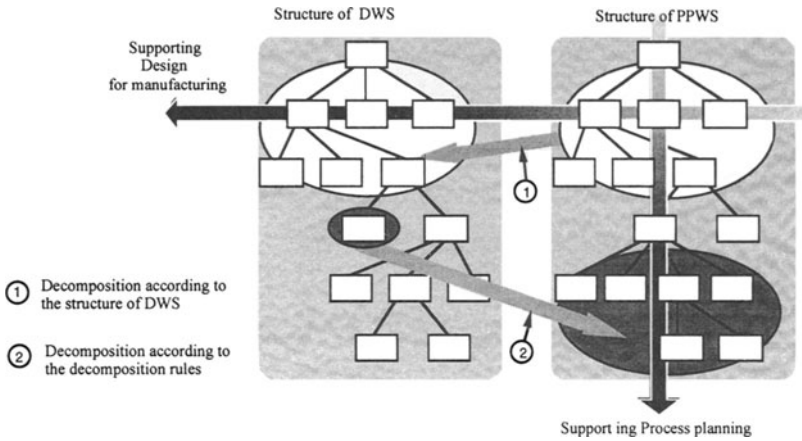 Structure of DWS
Structure of PPWS
Supporting
Design
for manufacturing
1
2
1 Decomposition according to
the structure of DWS
2 Decomposition according to
the decomposition rules
Support ing Process planning